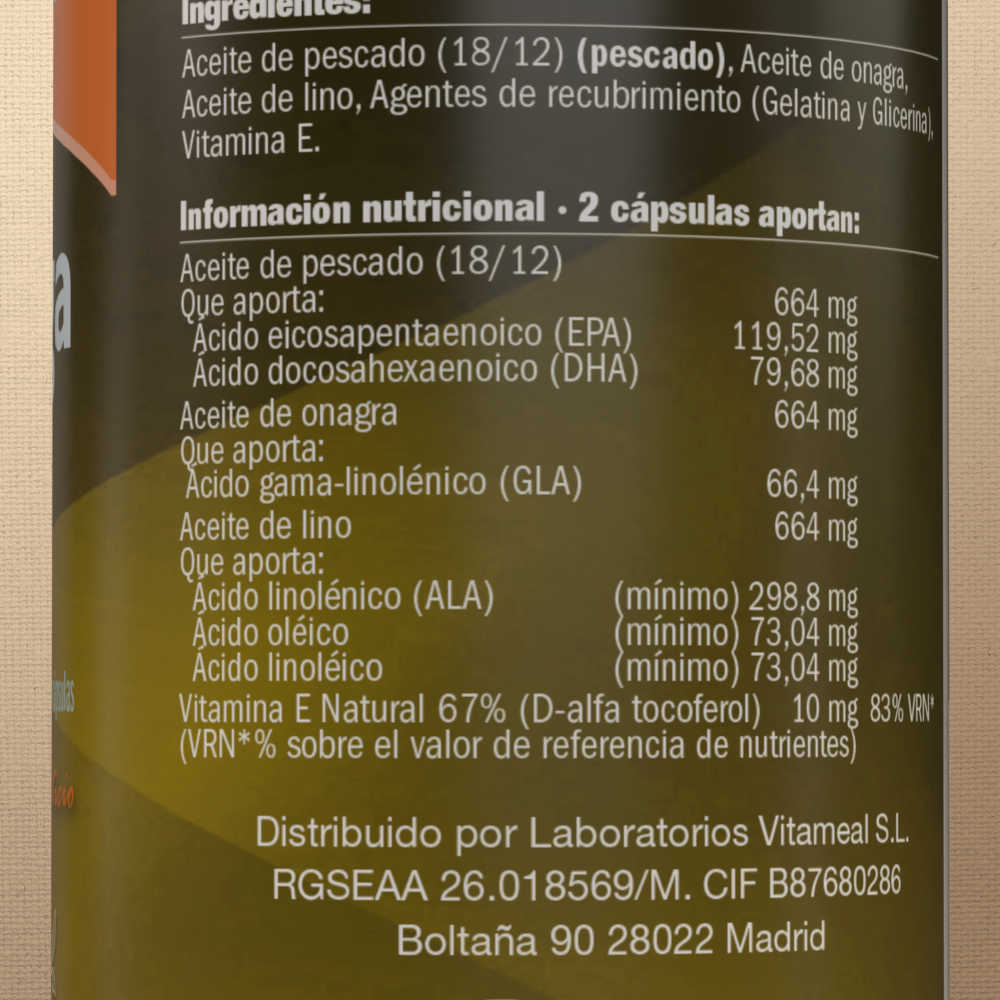 Ingredientes:
Aceite de pescado (18/12) (pescado), Aceite de onagra,
Aceite de lino, Agentes de recubrimiento (Gelatina y Glicerina),
Vitamina E.
Información nutricional · 2 cápsulas aportan:
Aceite de pescado (18/12)
Que aporta: 664 mg
Ácido eicosapentaenoico (EPA) 119,52 mg
Ácido docosahexaenoico (DHA) 79,68 mg
Aceite de onagra 664 mg
Que aporta:
Ácido gama-linolénico (GLA) 66,4 mg
Aceite de lino 664 mg
Que aporta:
Ácido linolénico (ALA) (mínimo) 298,8 mg
Ácido oléico (mínimo) 73,04 mg
Ácido linoléico (mínimo) 73,04 mg
Vitamina E Natural 67% (D-alfa tocoferol) 10 mg 83% VRN*
(VRN*% sobre el valor de referencia de nutrientes)
Distribuido por Laboratorios Vitameal S.L.
RGSEAA 26.018569/M. CIF B87680286
Boltaña 90 28022 Madrid